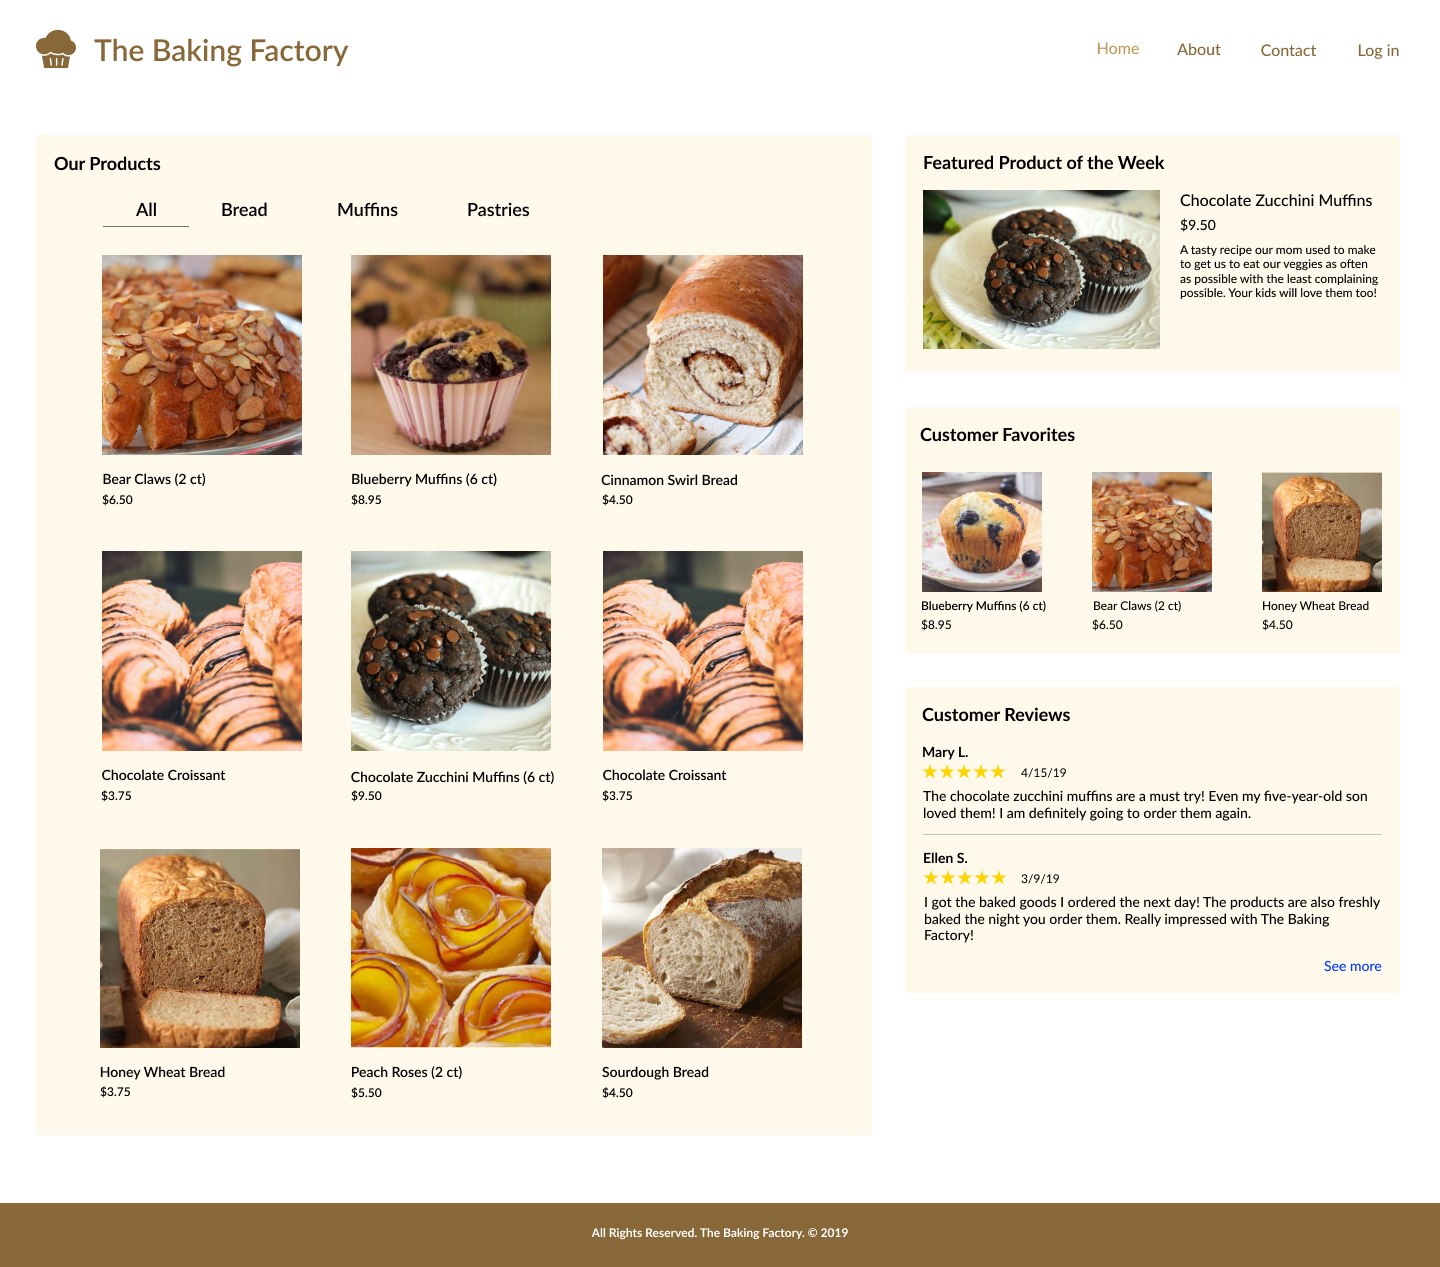 The Baking Factory
Home
About
Contact
Log in
Our Products
All
Bread
Muffins
Pastries
Bear Claws (2 ct)
$6.50
Blueberry Muffins (6 ct)
$8.95
Cinnamon Swirl Bread
$4.50
Chocolate Croissant
$3.75
Chocolate Zucchini Muffins (6 ct)
$9.50
Chocolate Croissant
$3.75
Honey Wheat Bread
$3.75
Peach Roses (2 ct)
$5.50
Sourdough Bread
$4.50
Featured Product of the Week
Chocolate Zucchini Muffins
$9.50
A tasty recipe our mom used to make
to get us to eat our veggies as often
as possible with the least complaining
possible. Your kids will love them too!
Customer Favorites
Blueberry Muffins (6 ct)
$8.95
Bear Claws (2 ct)
$6.50
Honey Wheat Bread
$4.50
Customer Reviews
Mary L.
4/15/19
The chocolate zucchini muffins are a must try! Even my five-year-old son
loved them! I am definitely going to order them again.
Ellen S.
3/9/19
I got the baked goods I ordered the next day! The products are also freshly
baked the night you order them. Really impressed with The Baking
Factory!
See more
All Rights Reserved. The Baking Factory. © 2019